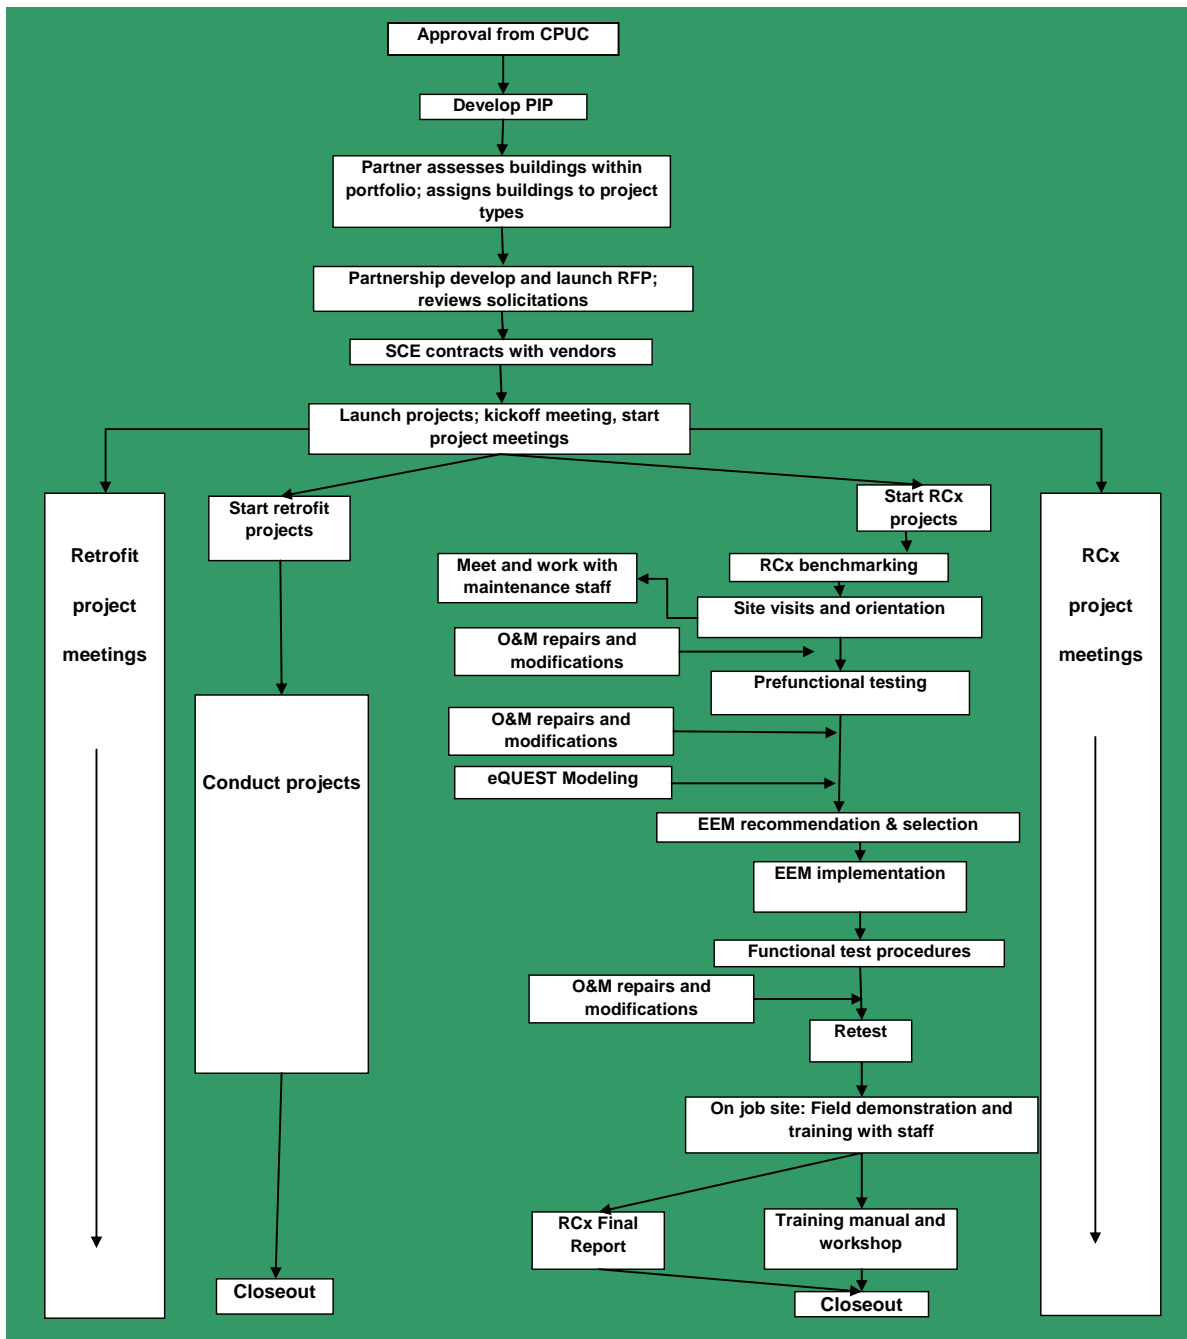 Approval from CPUC
Develop PIP
Partner assesses buildings within
portfolio; assigns buildings to project
types
Partnership develop and launch RFP;
reviews solicitations
SCE contracts with vendors
Launch projects; kickoff meeting, start
project meetings
Retrofit
project
meetings
Start retrofit
projects
Conduct projects
Closeout
Start RCx
projects
RCx benchmarking
Meet and work with
maintenance staff
Site visits and orientation
O&M repairs and
modifications
Prefunctional testing
O&M repairs and
modifications
eQUEST Modeling
EEM recommendation & selection
EEM implementation
Functional test procedures
O&M repairs and
modifications
Retest
On job site: Field demonstration and
training with staff
RCx Final
Report
Training manual and
workshop
Closeout
RCx
project
meetings